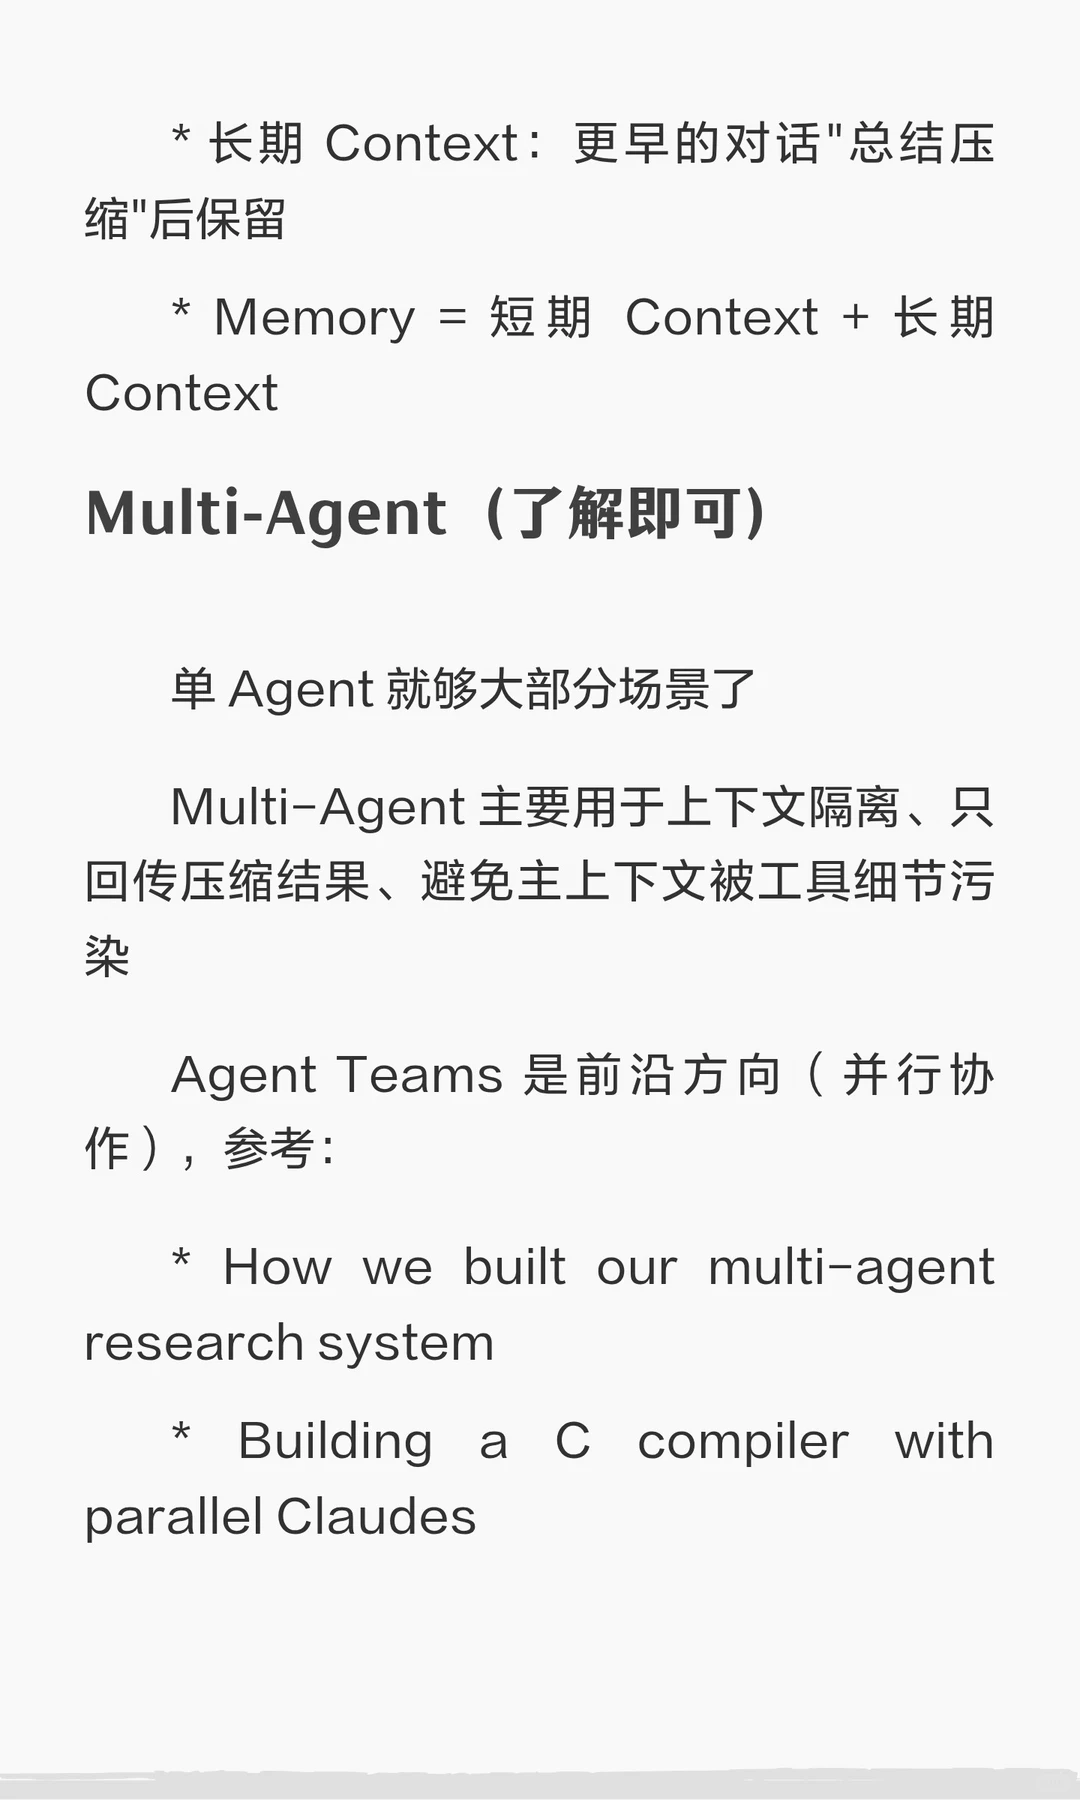 * 长期 Context：更早的对话"总结压
缩"后保留
* Memory = 短期 Context + 长期
Context
Multi-Agent（了解即可）
单 Agent 就够大部分场景了
Multi-Agent 主要用于上下文隔离、只
回传压缩结果、避免主上下文被工具细节污
染
Agent Teams 是前沿方向（并行协
作），参考：
* How we built our multi-agent
research system
* Building a C compiler with
parallel Claudes